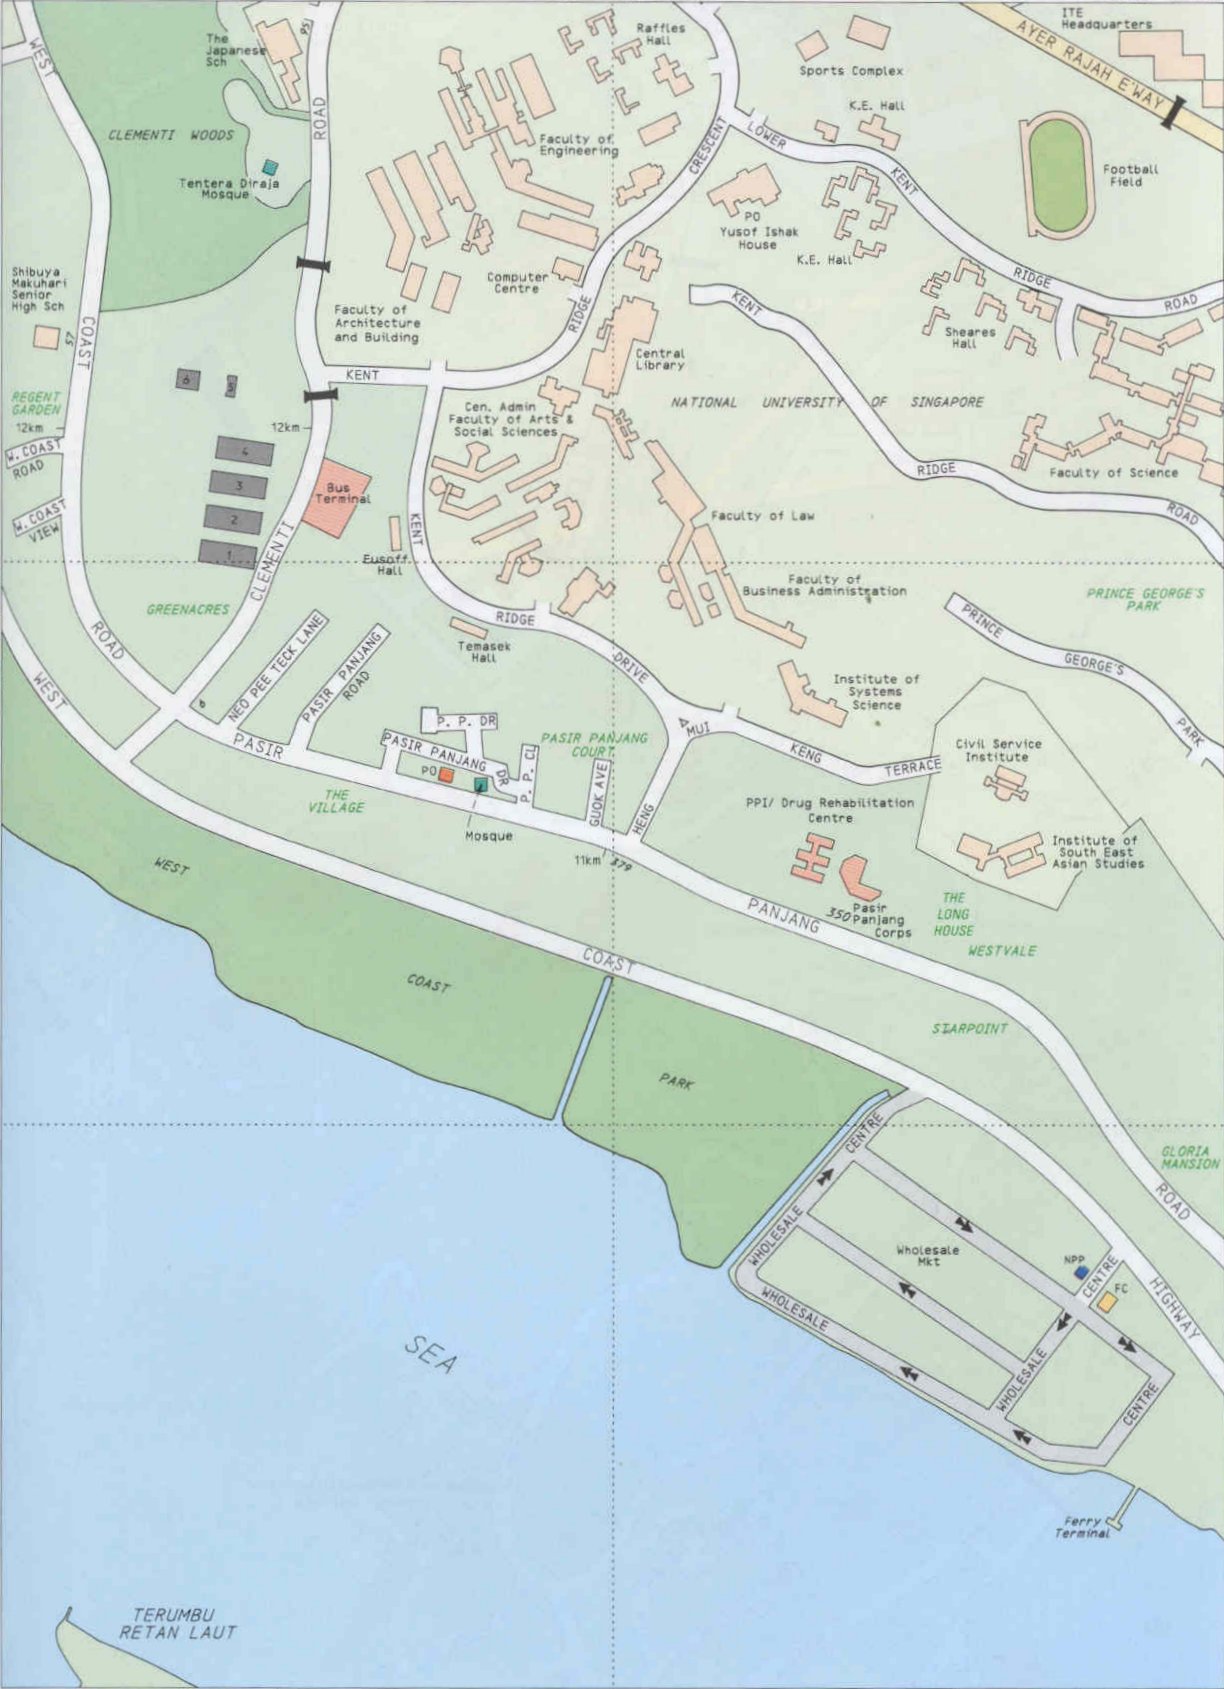 ITE
Headquarters
AYER RAJAH E'WAY
Raffles
Hall
The
Japanese
Sch
95
WEST
Sports Complex
K.E. Hall
CLEMENTI WOODS
ROAD
Faculty of
Engineering
CRESCENT
LOWER
KENT
Football
Field
Tentera Diraja
Mosque
PO
Yusof Ishak
House
K.E. Hall
RIDGE
ROAD
Shibuya
Makuhari
Senior
High Sch
57
COAST
Computer
Centre
Faculty of
Architecture
and Building
RIDGE
KENT
Sheares
Hall
Central
Library
KENT
6
5
REGENT
GARDEN
12km
W. COAST
ROAD
12km
Cen. Admin
Faculty of Arts &
Social Sciences
NATIONAL UNIVERSITY OF SINGAPORE
4
3
2
1
Bus
Terminal
RIDGE
Faculty of Science
ROAD
W. COAST
VIEW
KENT
Faculty of Law
CLEMENTI
Eusoff
Hall
Faculty of
Business Administration
PRINCE GEORGE'S
PARK
GREENACRES
RIDGE
PRINCE
GEORGE'S
PARK
ROAD
NEO PEE TECK LANE
PASIR PANJANG
ROAD
Temasek
Hall
DRIVE
Institute of
Systems
Science
WEST
P. P. DR
PASIR PANJANG
DR
P. P. CL
PASIR PANJANG
COURT
MUI
KENG
TERRACE
Civil Service
Institute
PASIR
PO
THE
VILLAGE
Mosque
GUOK AVE
HENG
PPI/ Drug Rehabilitation
Centre
Institute of
South East
Asian Studies
11km
379
WEST
PANJANG
350
Pasir
Panjang
Corps
THE
LONG
HOUSE
WESTVALE
COAST
COAST
STARPOINT
PARK
CENTRE
GLORIA
MANSION
ROAD
WHOLESALE
Wholesale
Mkt
NPP
CENTRE
FC
HIGHWAY
WHOLESALE
WHOLESALE
CENTRE
SEA
Ferry
Terminal
TERUMBU
RETAN LAUT